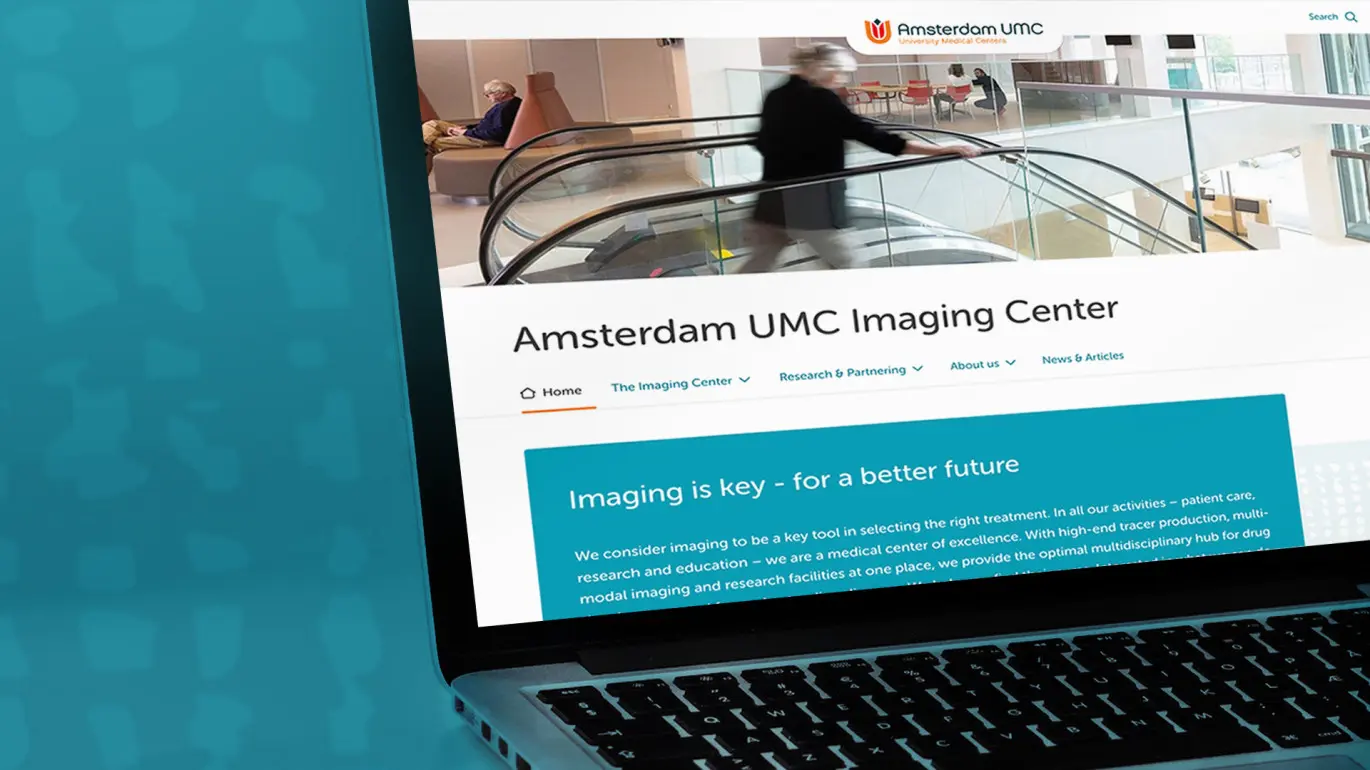 Search
Amsterdam UMC
University Medical Centers
Amsterdam UMC Imaging Center
Home
The Imaging Center
Research & Partnering
About us
News & Articles
Imaging is key - for a better future
We consider imaging to be a key tool in selecting the right treatment. In all our activities – patient care,
research and education – we are a medical center of excellence. With high-end tracer production, multi-
modal imaging and research facilities at one place, we provide the optimal multidisciplinary hub for drug
Q W E R T Y U I O P
A S D F G H J K L Æ
Z X C V B N M
cmd